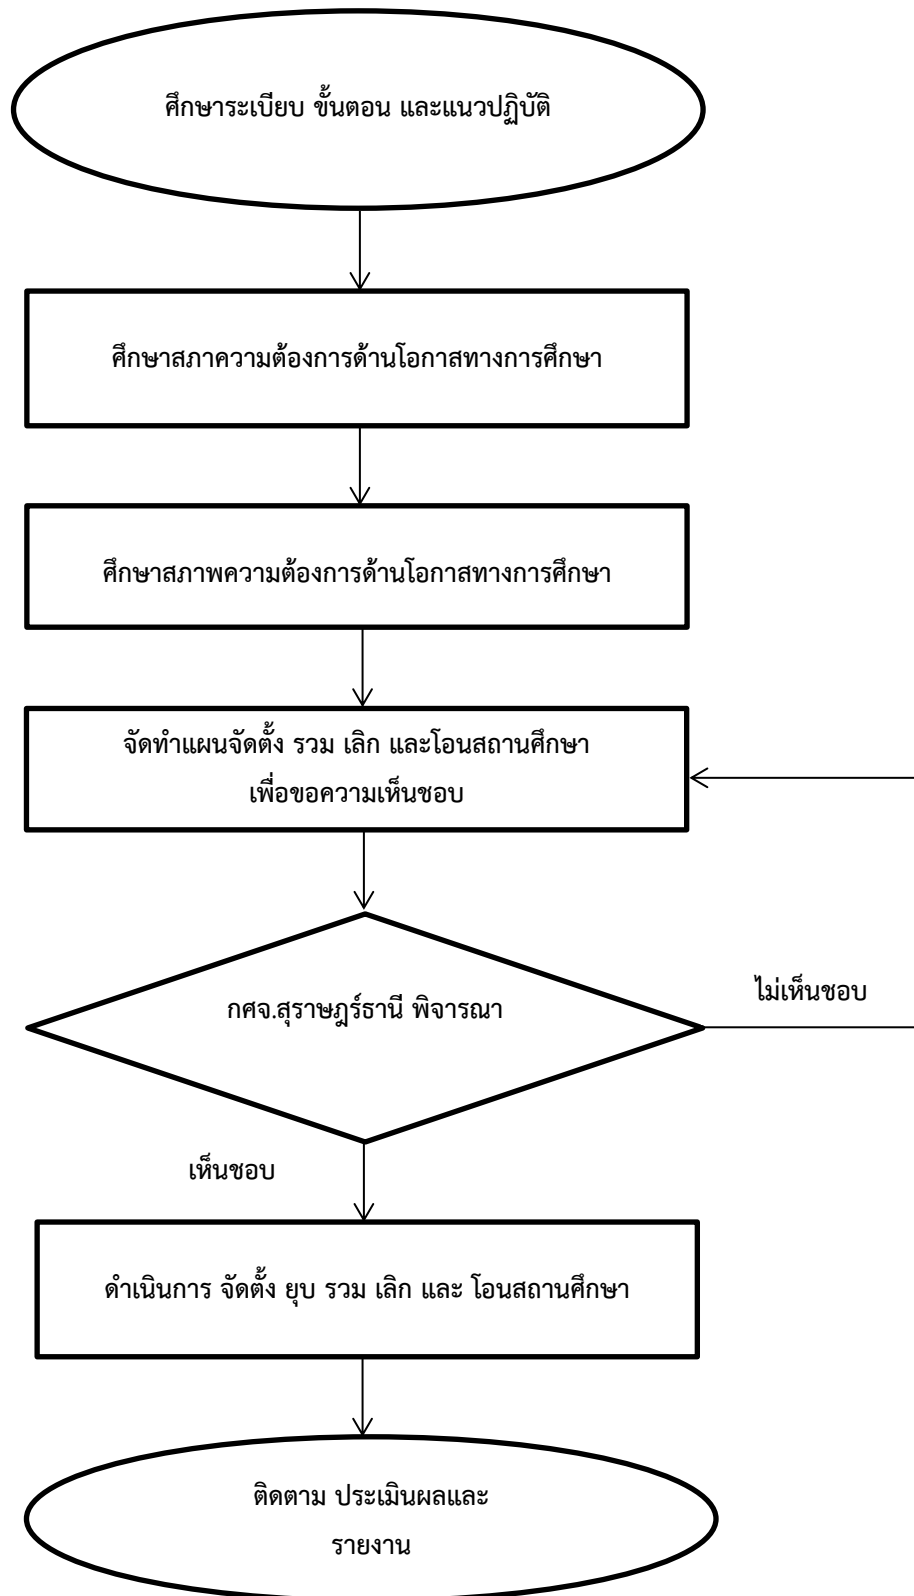 ศึกษาระเบียบ ขั้นตอน และแนวปฏิบัติ
ศึกษาสภาความต้องการด้านโอกาสทางการศึกษา
ศึกษาสภาพความต้องการด้านโอกาสทางการศึกษา
จัดทำแผนจัดตั้ง รวม เลิก และโอนสถานศึกษา
เพื่อขอความเห็นชอบ
กศจ.สุราษฎร์ธานี พิจารณา
ไม่เห็นชอบ
เห็นชอบ
ดำเนินการ จัดตั้ง ยุบ รวม เลิก และ โอนสถานศึกษา
ติดตาม ประเมินผลและ
รายงาน